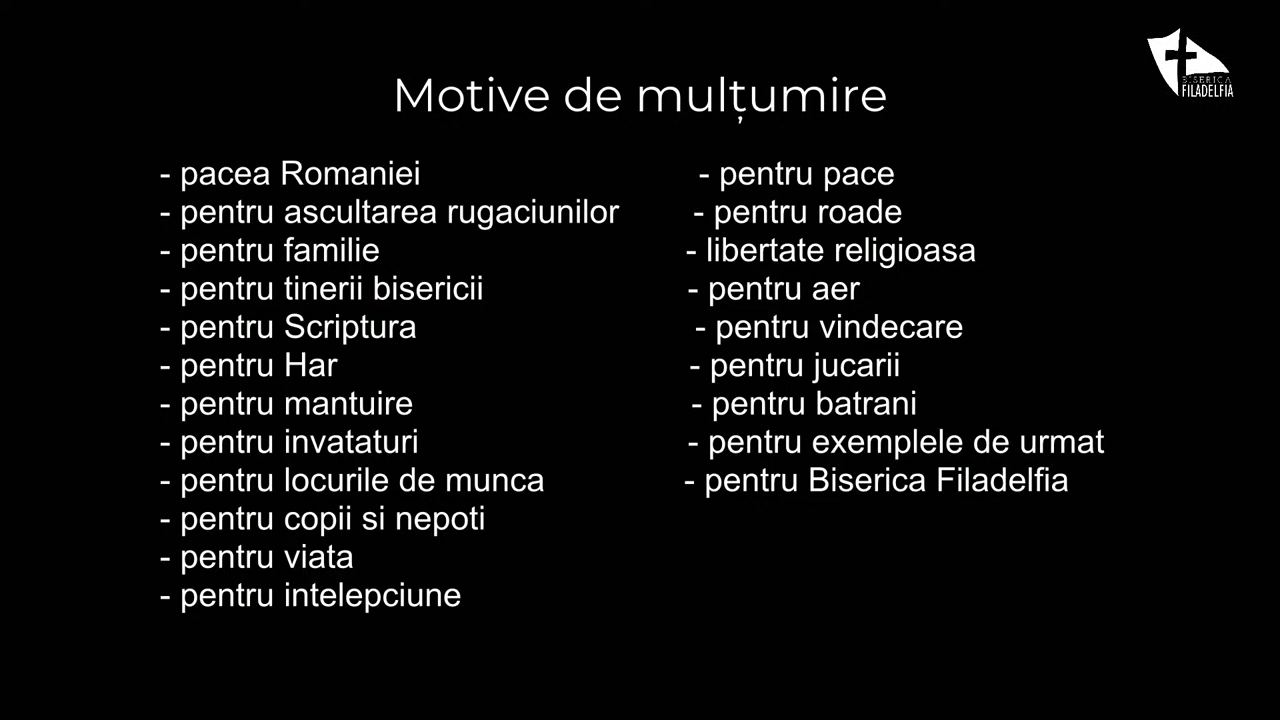 BISERICA
FILADELFIA
Motive de mulțumire
- pacea Romaniei
- pentru ascultarea rugaciunilor
- pentru familie
- pentru tinerii bisericii
- pentru Scriptura
- pentru Har
- pentru mantuire
- pentru invataturi
- pentru locurile de munca
- pentru copii si nepoti
- pentru viata
- pentru intelepciune
- pentru pace
- pentru roade
- libertate religioasa
- pentru aer
- pentru vindecare
- pentru jucarii
- pentru batrani
- pentru exemplele de urmat
- pentru Biserica Filadelfia